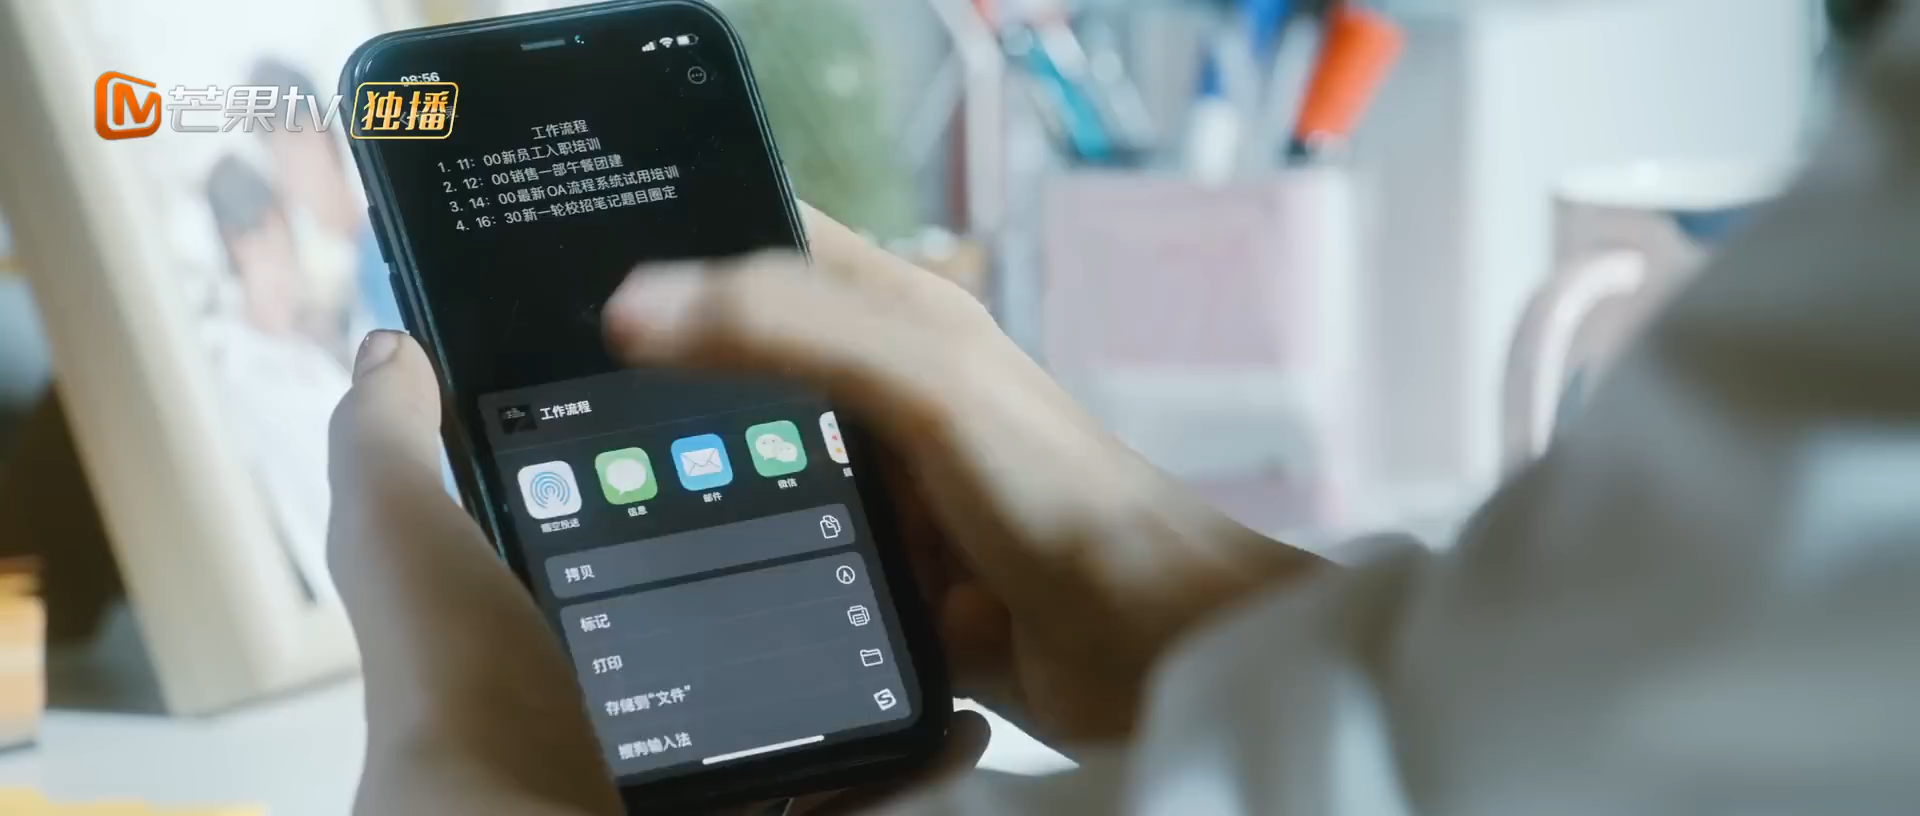 芒果tv 独播
08:56
工作流程
1. 11：00新员工入职培训
2. 12：00销售一部午餐团建
3. 14：00最新OA流程系统试用培训
4. 16：30新一轮校招笔记题目圈定
工作流程
隔空投送
信息
邮件
微信
拷贝
标记
打印
存储到“文件”
搜狗输入法